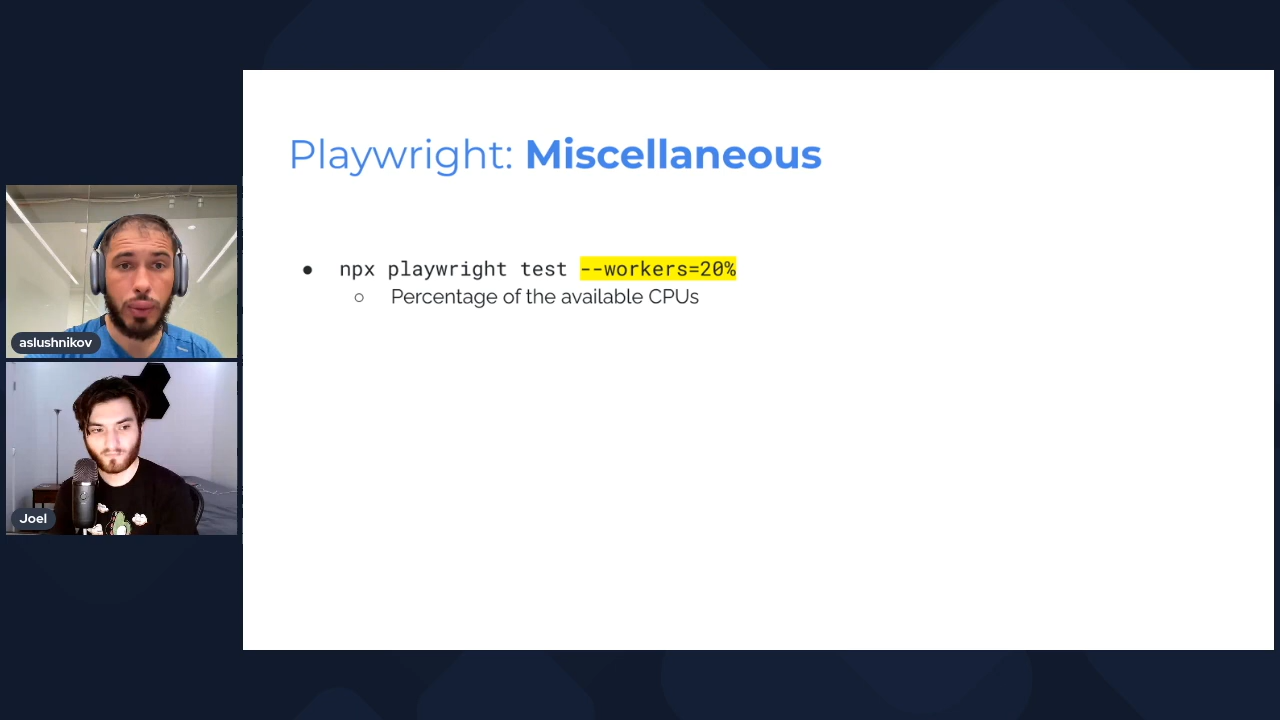 Playwright: Miscellaneous
● npx playwright test --workers=20%
○ Percentage of the available CPUs
aslushnikov
Joel